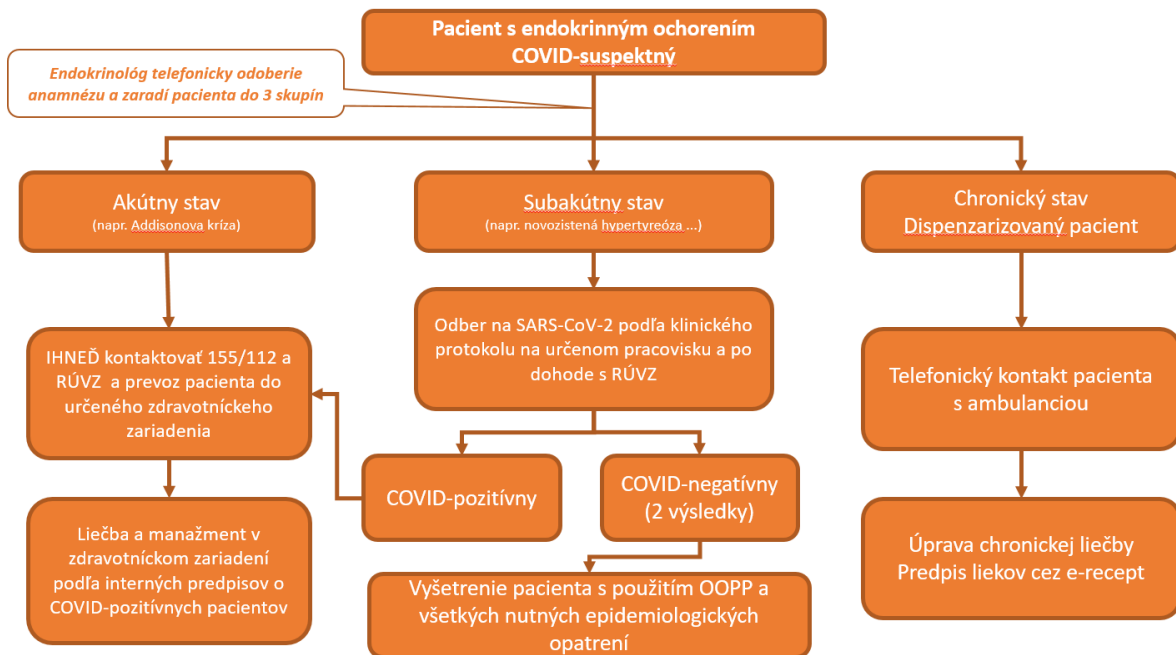 Pacient s endokrinným ochorením
COVID-suspektný
Endokrinológ telefonicky odoberie
anamnézu a zaradí pacienta do 3 skupín
Akútny stav
(napr. Addisonova kríza)
Subakútny stav
(napr. novozistená hypertyreóza ...)
Chronický stav
Dispenzarizovaný pacient
IHNEĎ kontaktovať 155/112 a
RÚVZ a prevoz pacienta do
určeného zdravotníckeho
zariadenia
Odber na SARS-CoV-2 podľa klinického
protokolu na určenom pracovisku a po
dohode s RÚVZ
Telefonický kontakt pacienta
s ambulanciou
COVID-pozitívny
COVID-negatívny
(2 výsledky)
Liečba a manažment v
zdravotníckom zariadení
podľa interných predpisov o
COVID-pozitívnych pacientov
Vyšetrenie pacienta s použitím OOPP a
všetkých nutných epidemiologických
opatrení
Úprava chronickej liečby
Predpis liekov cez e-recept